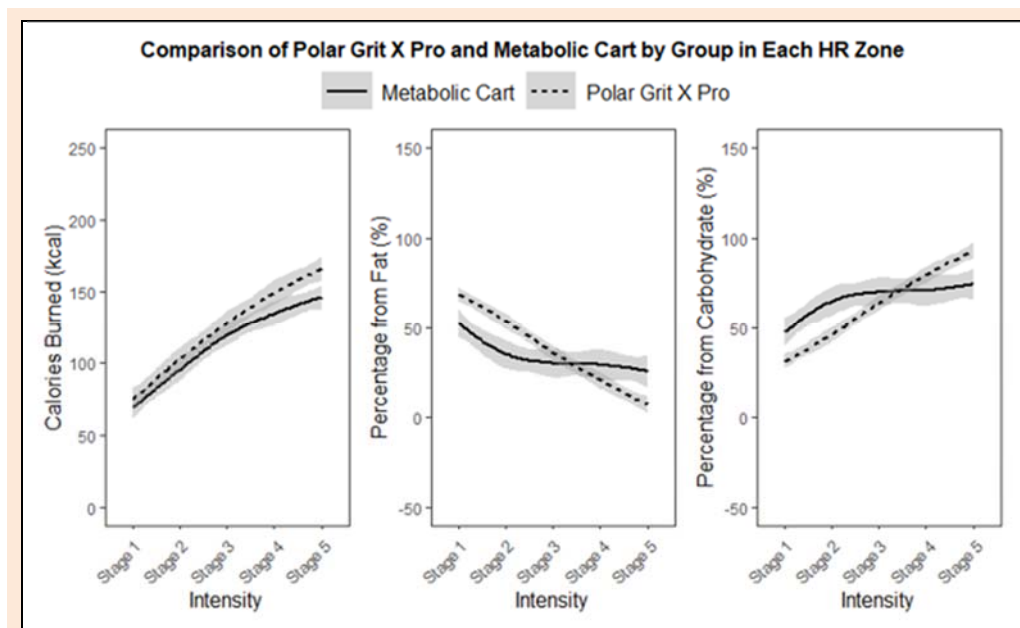 Comparison of Polar Grit X Pro and Metabolic Cart by Group in Each HR Zone
Metabolic Cart
Polar Grit X Pro
Calories Burned (kcal)
250
200
150
100
50
0
Stage 1
Stage 2
Stage 3
Stage 4
Stage 5
Intensity
Percentage from Fat (%)
150
100
50
0
-50
Stage 1
Stage 2
Stage 3
Stage 4
Stage 5
Intensity
Percentage from Carbohydrate (%)
150
100
50
0
-50
Stage 1
Stage 2
Stage 3
Stage 4
Stage 5
Intensity